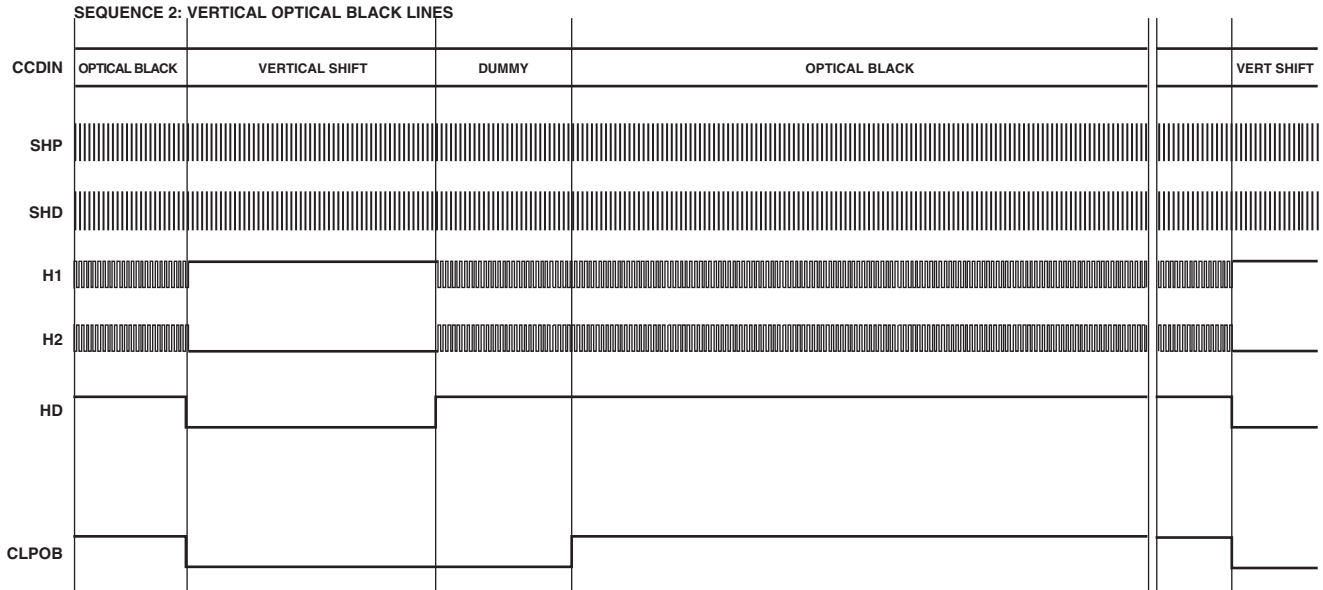 SEQUENCE 2: VERTICAL OPTICAL BLACK LINES
CCDIN OPTICAL BLACK VERTICAL SHIFT DUMMY OPTICAL BLACK VERT SHIFT
SHP
SHD
H1
H2
HD
CLPOB